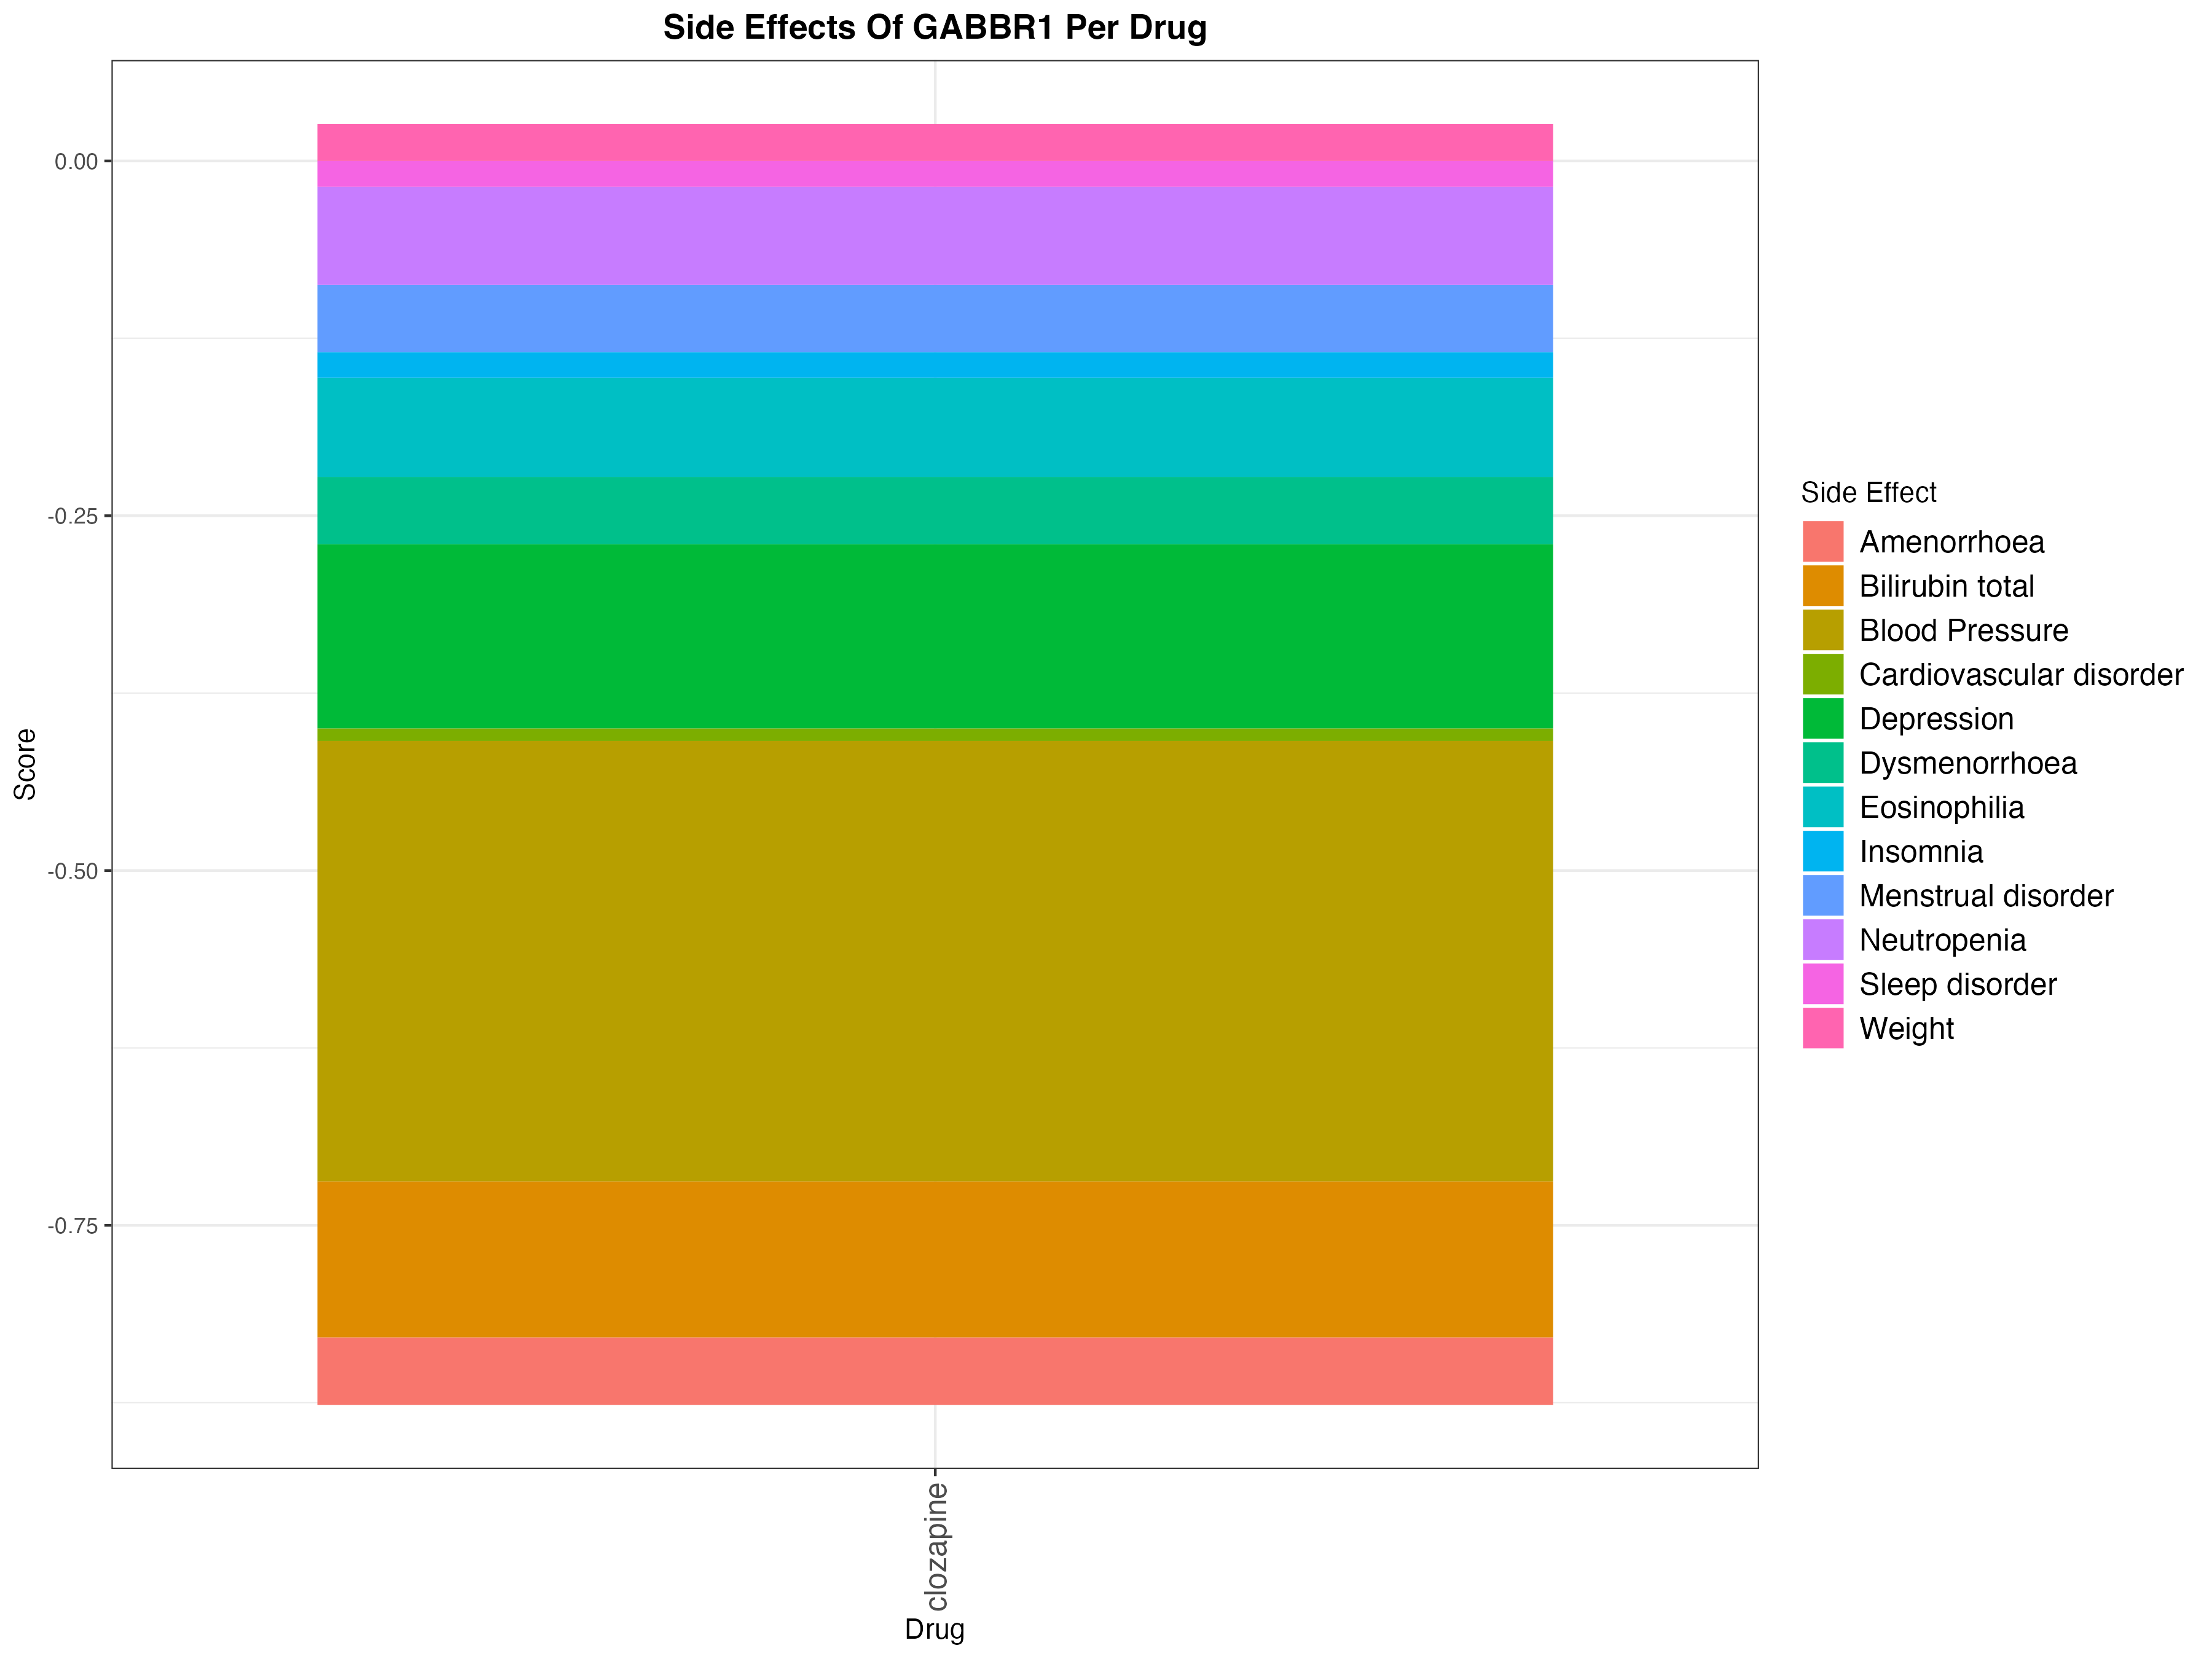 Side Effects Of GABBR1 Per Drug
0.00
-0.25
-0.50
-0.75
Score
clozapine
Drug
Side Effect
Amenorrhoea
Bilirubin total
Blood Pressure
Cardiovascular disorder
Depression
Dysmenorrhoea
Eosinophilia
Insomnia
Menstrual disorder
Neutropenia
Sleep disorder
Weight